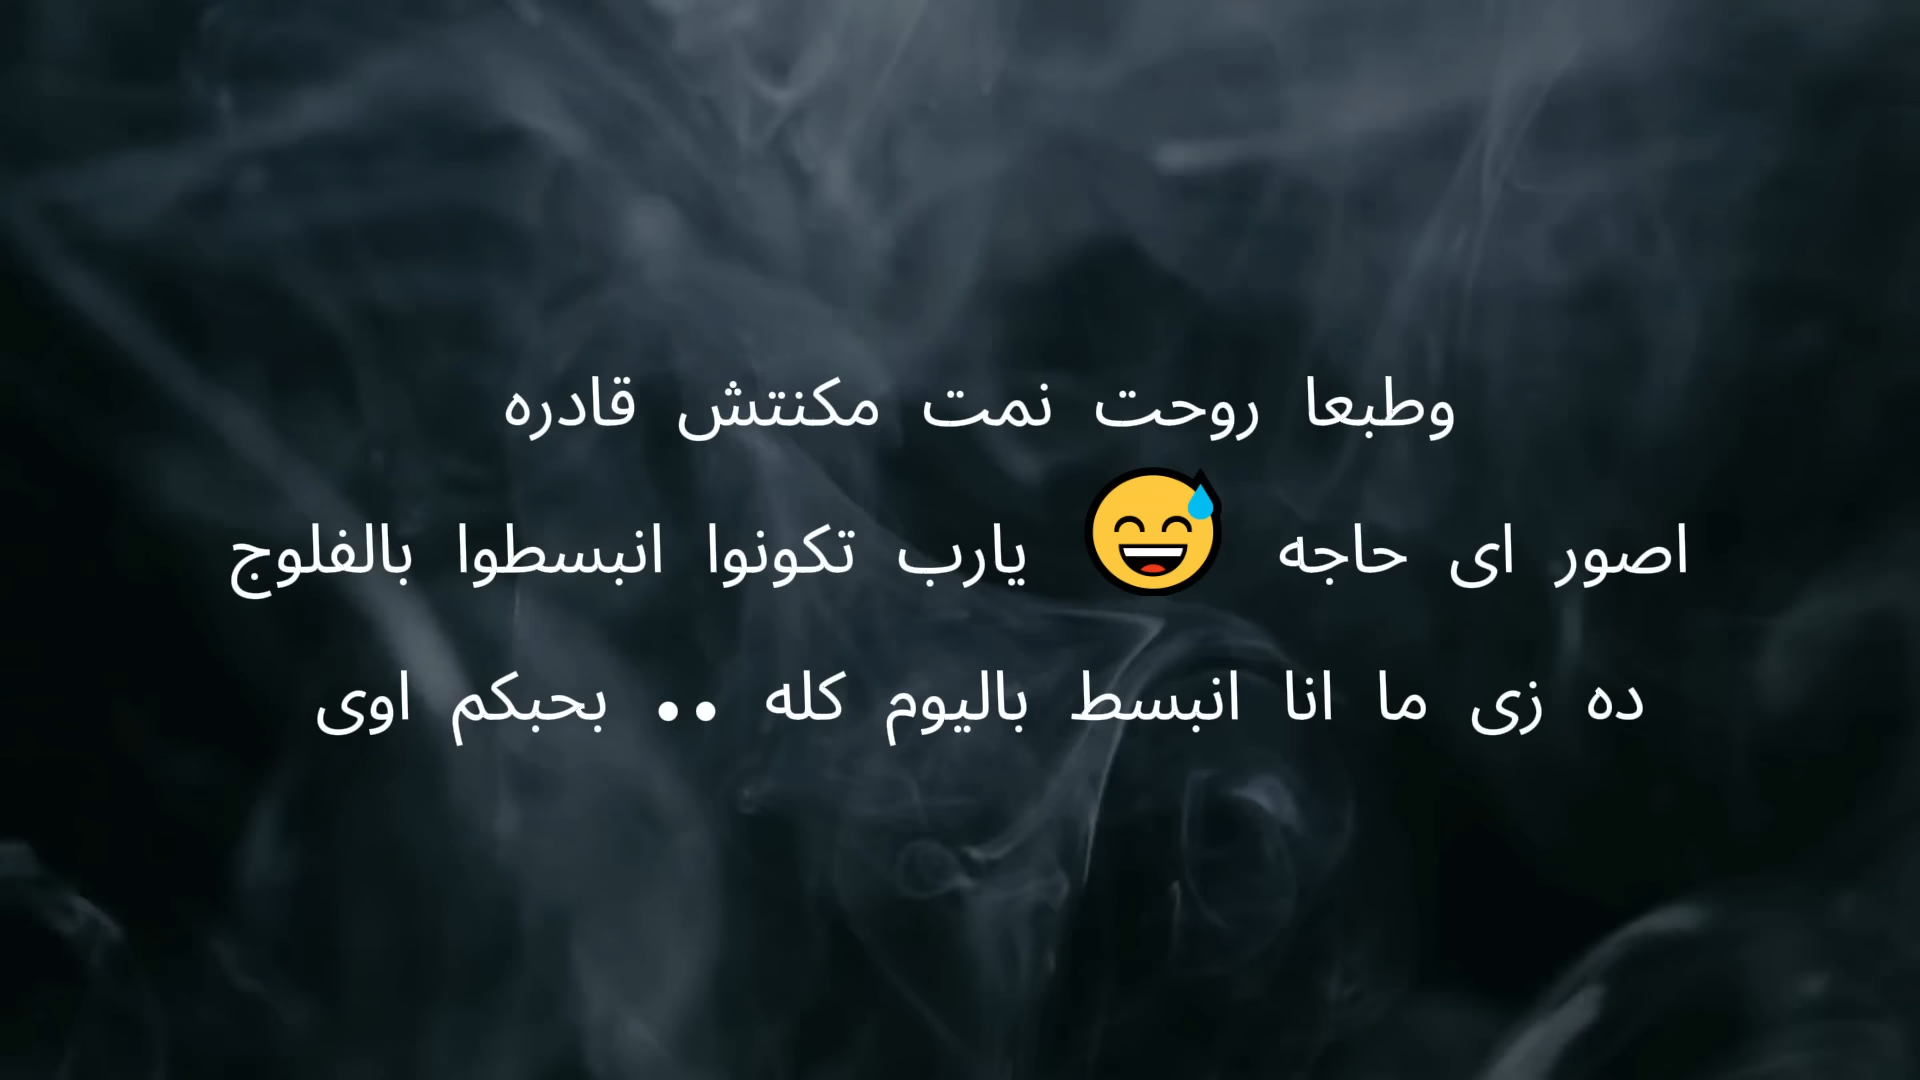 وطبعا روحت نمت مكنتش قادره
اصور اى حاجه 😅 يارب تكونوا انبسطوا بالفلوج
ده زى ما انا انبسط باليوم كله .. بحبكم اوى